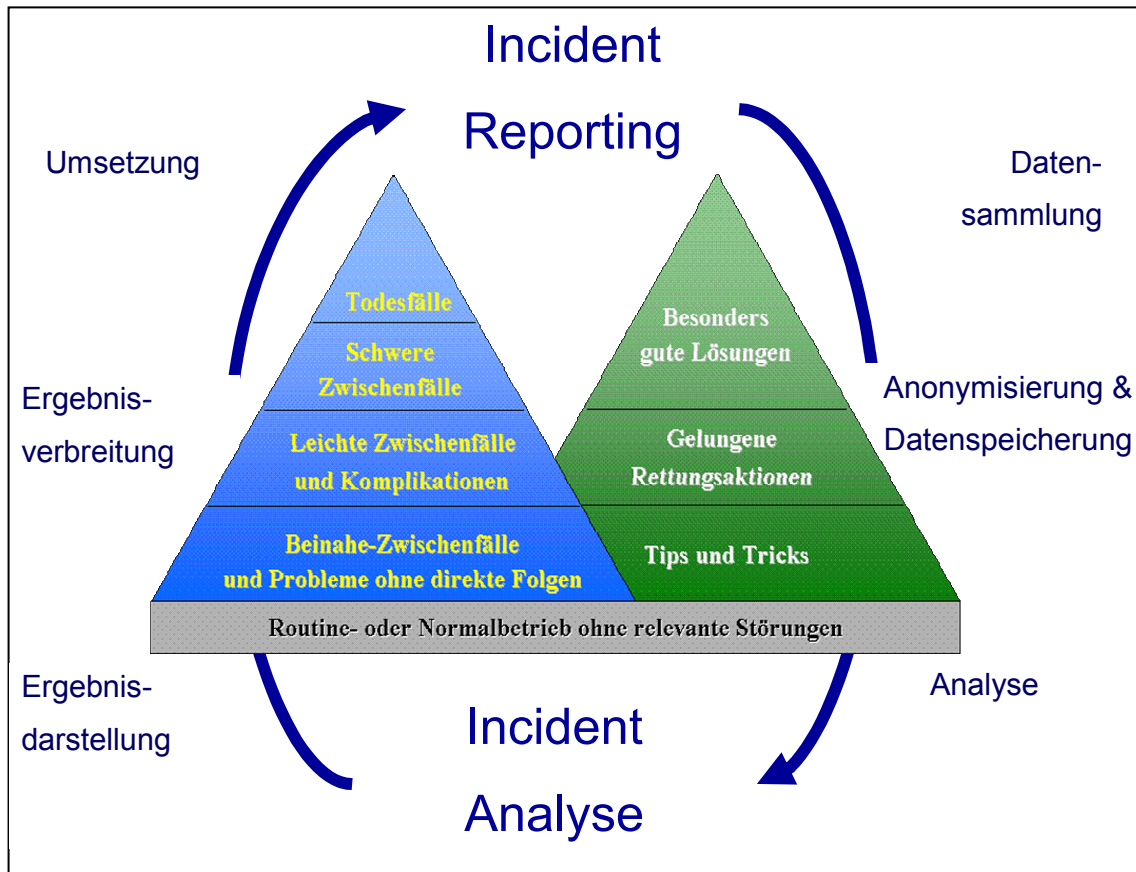 Incident
Reporting
Umsetzung
Daten-
sammlung
Todesfälle
Schwere
Zwischenfälle
Leichte Zwischenfälle
und Komplikationen
Beinahe-Zwischenfälle
und Probleme ohne direkte Folgen
Besonders
gute Lösungen
Gelungene
Rettungsaktionen
Tips und Tricks
Ergebnis-
verbreitung
Anonymisierung &
Datenspeicherung
Routine- oder Normalbetrieb ohne relevante Störungen
Ergebnis-
darstellung
Analyse
Incident
Analyse